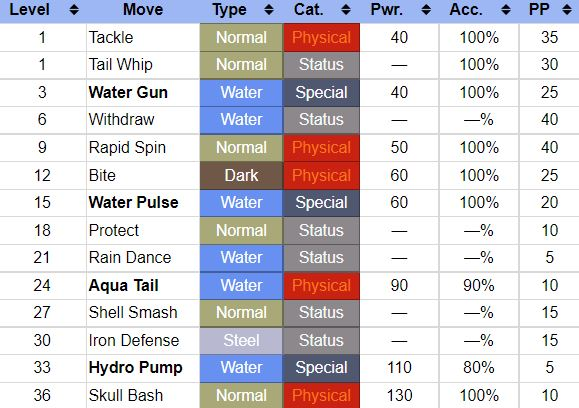 Level Move Type Cat. Pwr. Acc. PP
1 Tackle Normal Physical 40 100% 35
1 Tail Whip Normal Status — 100% 30
3 Water Gun Water Special 40 100% 25
6 Withdraw Water Status — —% 40
9 Rapid Spin Normal Physical 50 100% 40
12 Bite Dark Physical 60 100% 25
15 Water Pulse Water Special 60 100% 20
18 Protect Normal Status — —% 10
21 Rain Dance Water Status — —% 5
24 Aqua Tail Water Physical 90 90% 10
27 Shell Smash Normal Status — —% 15
30 Iron Defense Steel Status — —% 15
33 Hydro Pump Water Special 110 80% 5
36 Skull Bash Normal Physical 130 100% 10